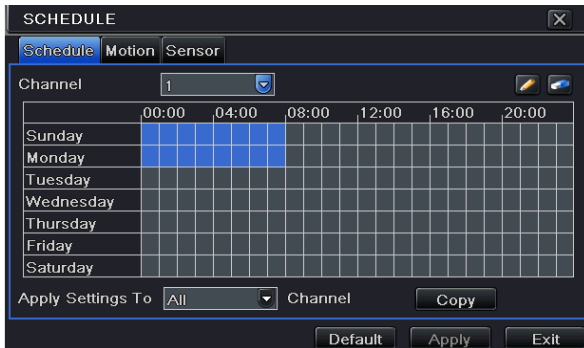 SCHEDULE
Schedule Motion Sensor
Channel 1
00:00 04:00 08:00 12:00 16:00 20:00
Sunday
Monday
Tuesday
Wednesday
Thursday
Friday
Saturday
Apply Settings To All Channel Copy
Default Apply Exit